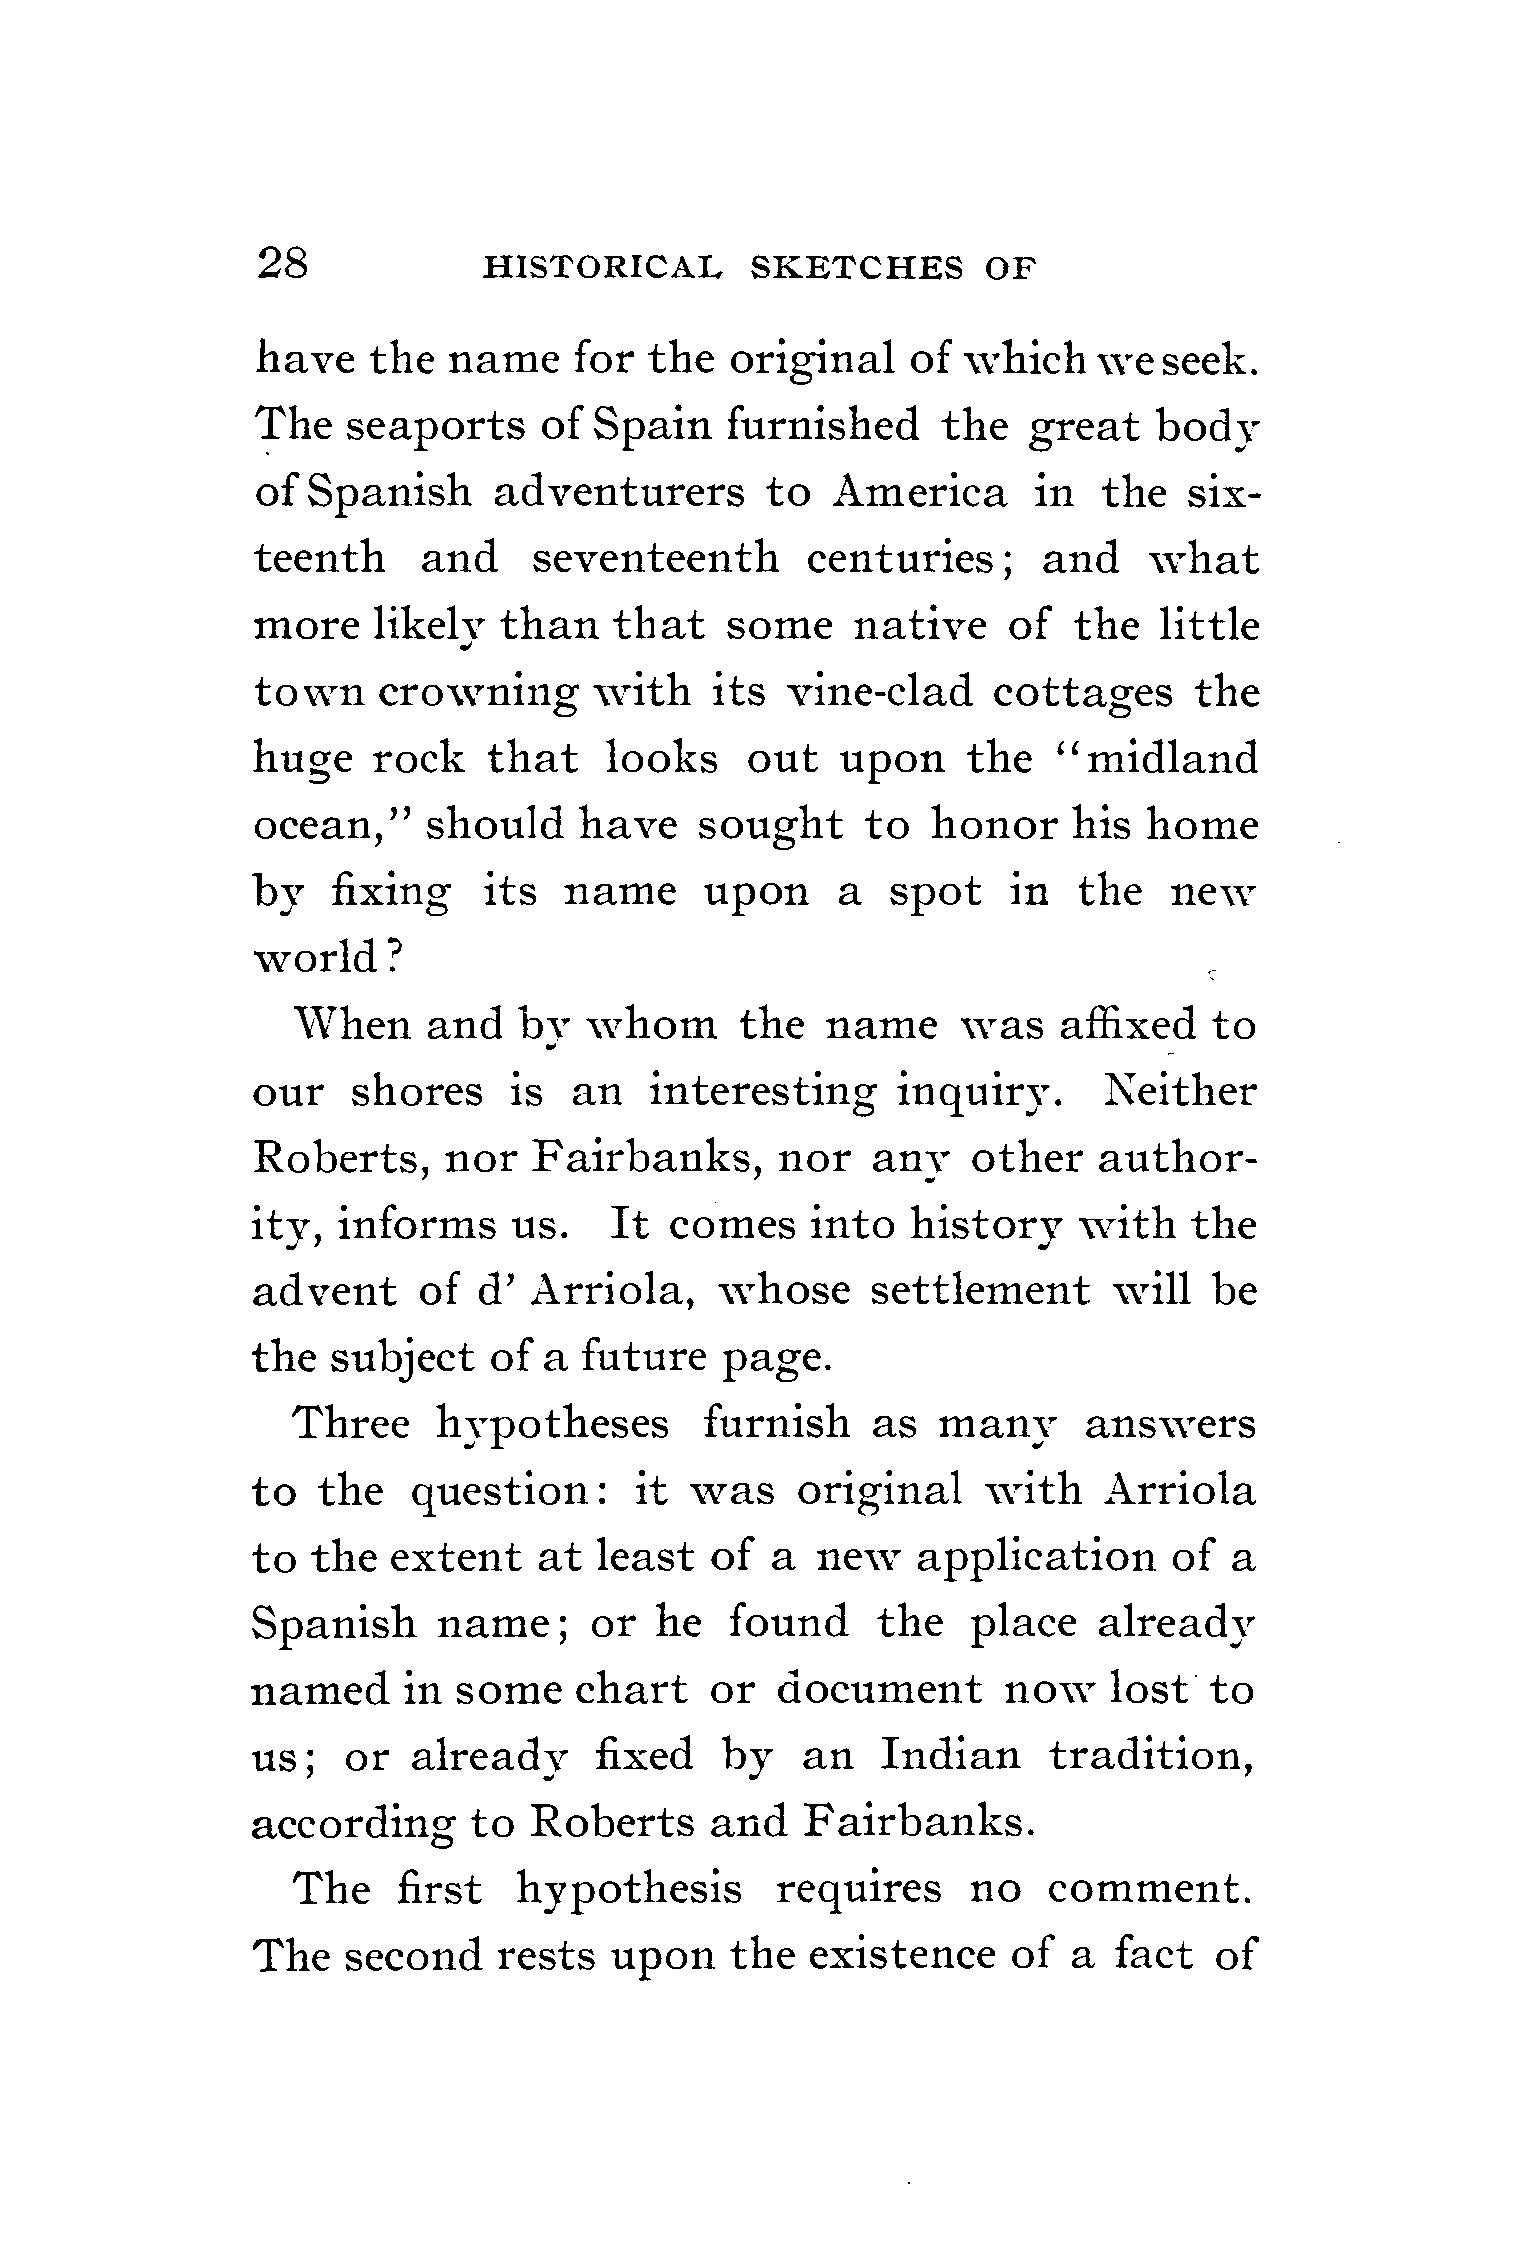 28 HISTORICAL SKETCHES OF
have the name for the original of which we seek.
The seaports of Spain furnished the great body
of Spanish adventurers to America in the six-
teenth and seventeenth centuries; and what
more likely than that some native of the little
town crowning with its vine-clad cottages the
huge rock that looks out upon the "midland
ocean," should have sought to honor his home
by fixing its name upon a spot in the new
world?
When and by whom the name was affixed to
our shores is an interesting inquiry. Neither
Roberts, nor Fairbanks, nor any other author-
ity, informs us. It comes into history with the
advent of d' Arriola, whose settlement will be
the subject of a future page.
Three hypotheses furnish as many answers
to the question: it was original with Arriola
to the extent at least of a new application of a
Spanish name; or he found the place already
named in some chart or document now lost to
us; or already fixed by an Indian tradition,
according to Roberts and Fairbanks.
The first hypothesis requires no comment.
The second rests upon the existence of a fact of